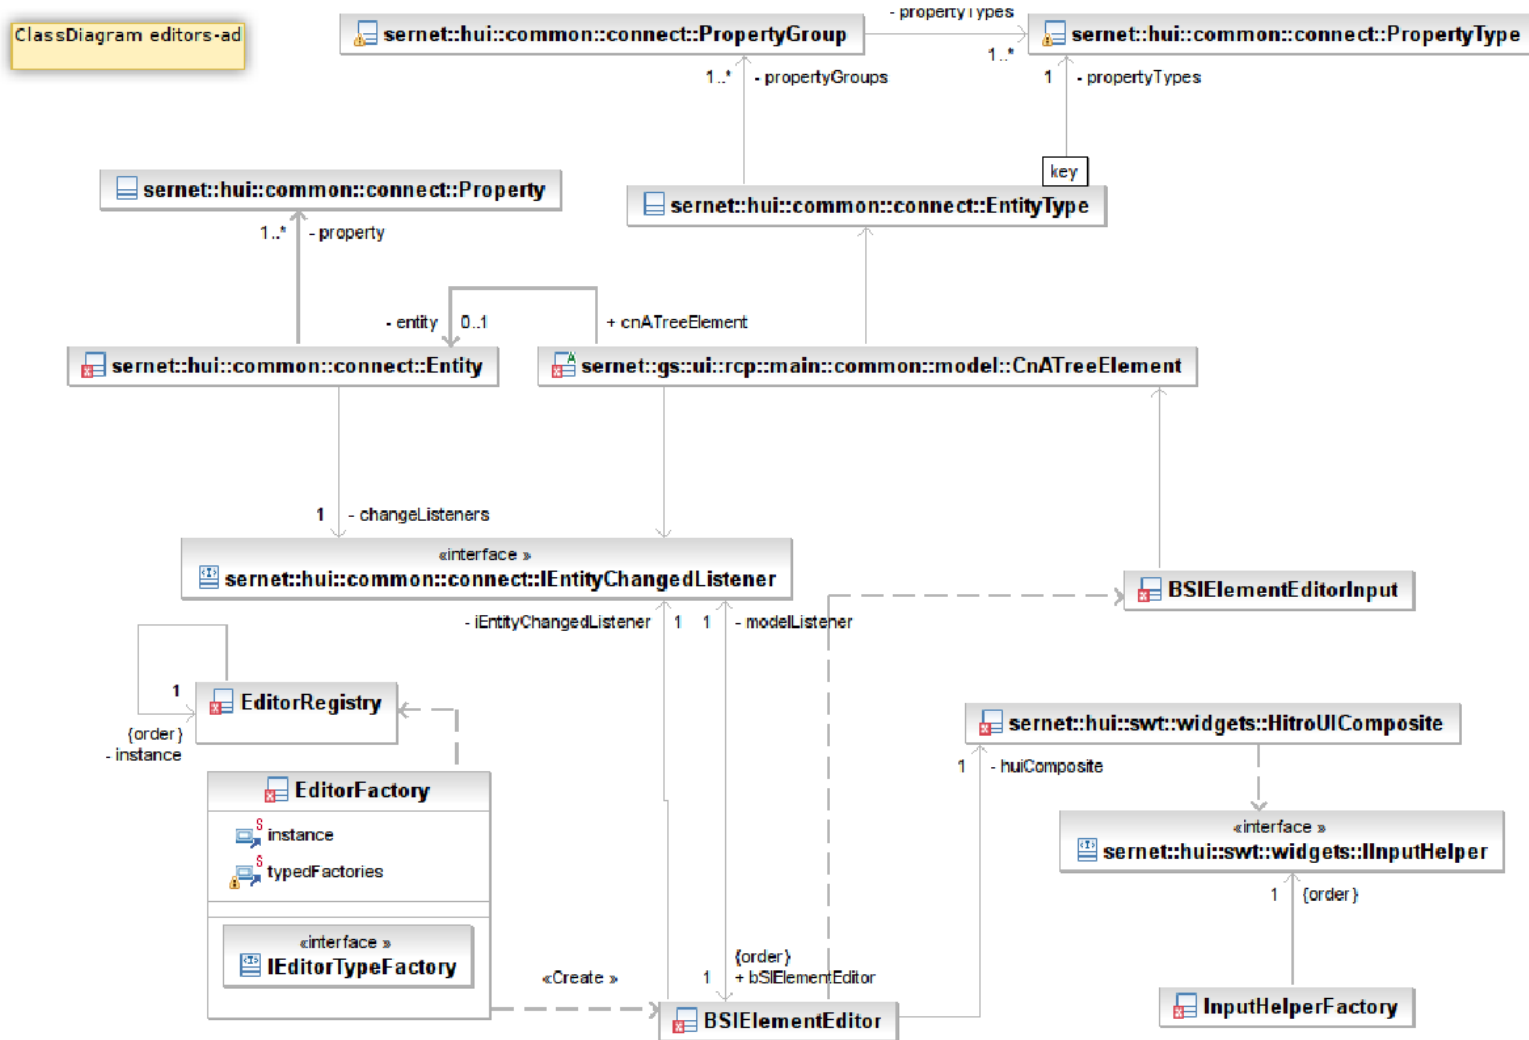 ClassDiagram editors-ad
sernet::hui::common::connect::PropertyGroup
- propertyTypes
1..*
sernet::hui::common::connect::PropertyType
1..* - propertyGroups
1 - propertyTypes
key
sernet::hui::common::connect::Property
sernet::hui::common::connect::EntityType
1..* - property
- entity 0..1
+ cnATreeElement
sernet::hui::common::connect::Entity
A
sernet::gs::ui::rcp::main::common::model::CnATreeElement
1 - changeListeners
«interface »
sernet::hui::common::connect::IEntityChangedListener
BSIElementEditorInput
- iEntityChangedListener 1
1 - modelListener
1
EditorRegistry
{order}
- instance
sernet::hui::swt::widgets::HitroUIComposite
1 - huiComposite
EditorFactory
S
instance
S
typedFactories
«interface »
sernet::hui::swt::widgets::IInputHelper
1 {order}
«interface »
IEditorTypeFactory
«Create »
{order}
1 + bSIElementEditor
BSIElementEditor
InputHelperFactory